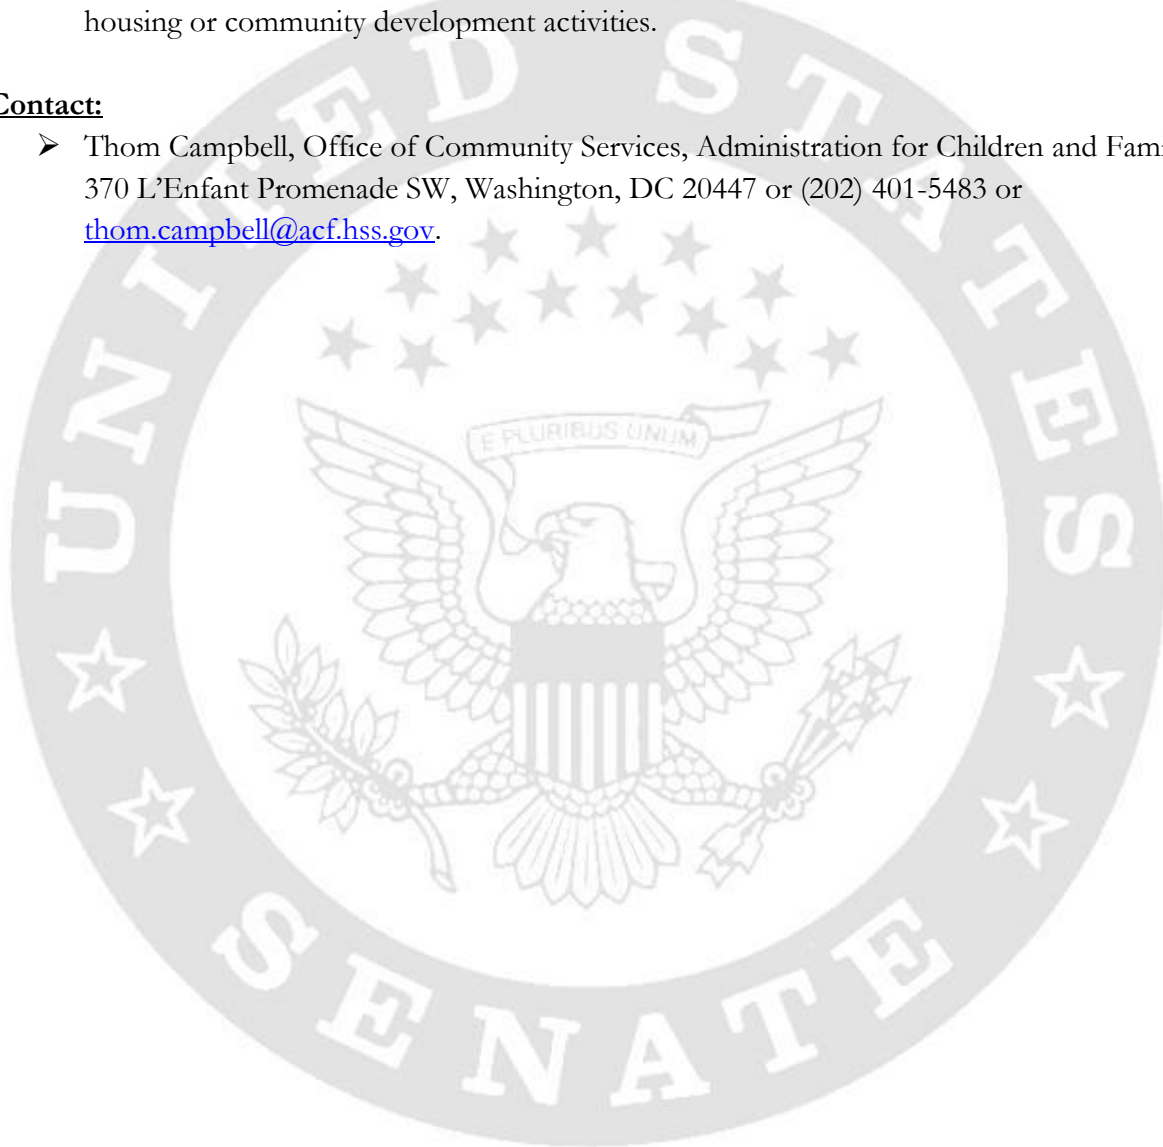 housing or community development activities.
Contact:
➢ Thom Campbell, Office of Community Services, Administration for Children and Fam
370 L’Enfant Promenade SW, Washington, DC 20447 or (202) 401-5483 or
thom.campbell@acf.hss.gov.
UNITED STATES
E PLURIBUS UNUM
SENATE